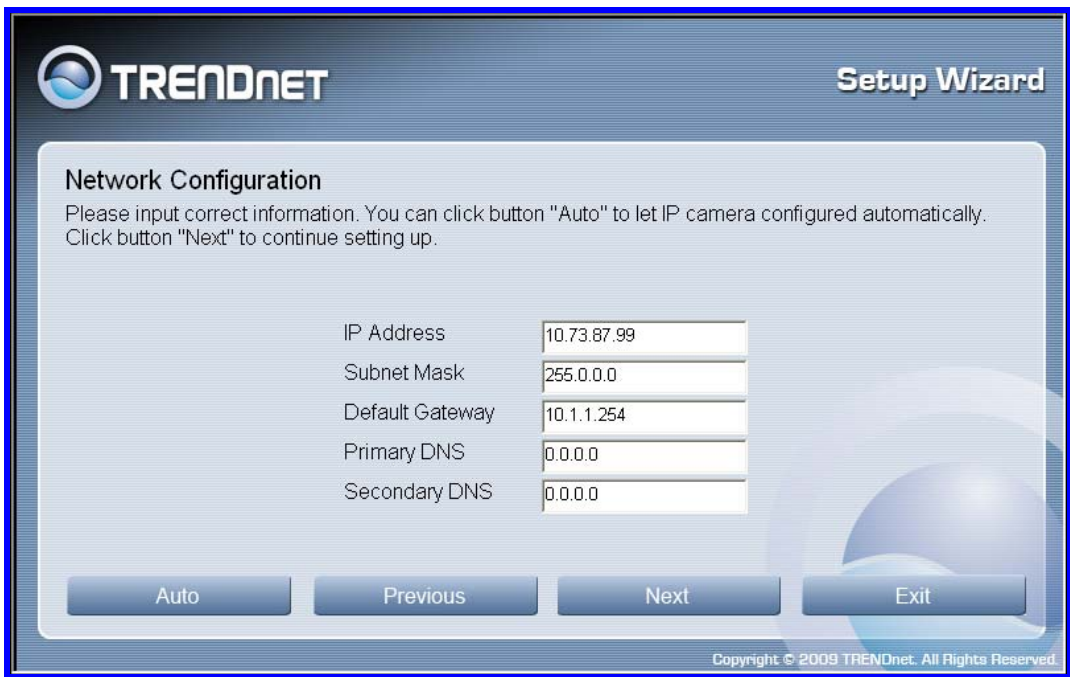 TRENDNET
Setup Wizard
Network Configuration
Please input correct information. You can click button "Auto" to let IP camera configured automatically.
Click button "Next" to continue setting up.
IP Address 10.73.87.99
Subnet Mask 255.0.0.0
Default Gateway 10.1.1.254
Primary DNS 0.0.0.0
Secondary DNS 0.0.0.0
Auto Previous Next Exit
Copyright © 2009 TRENDnet. All Rights Reserved.